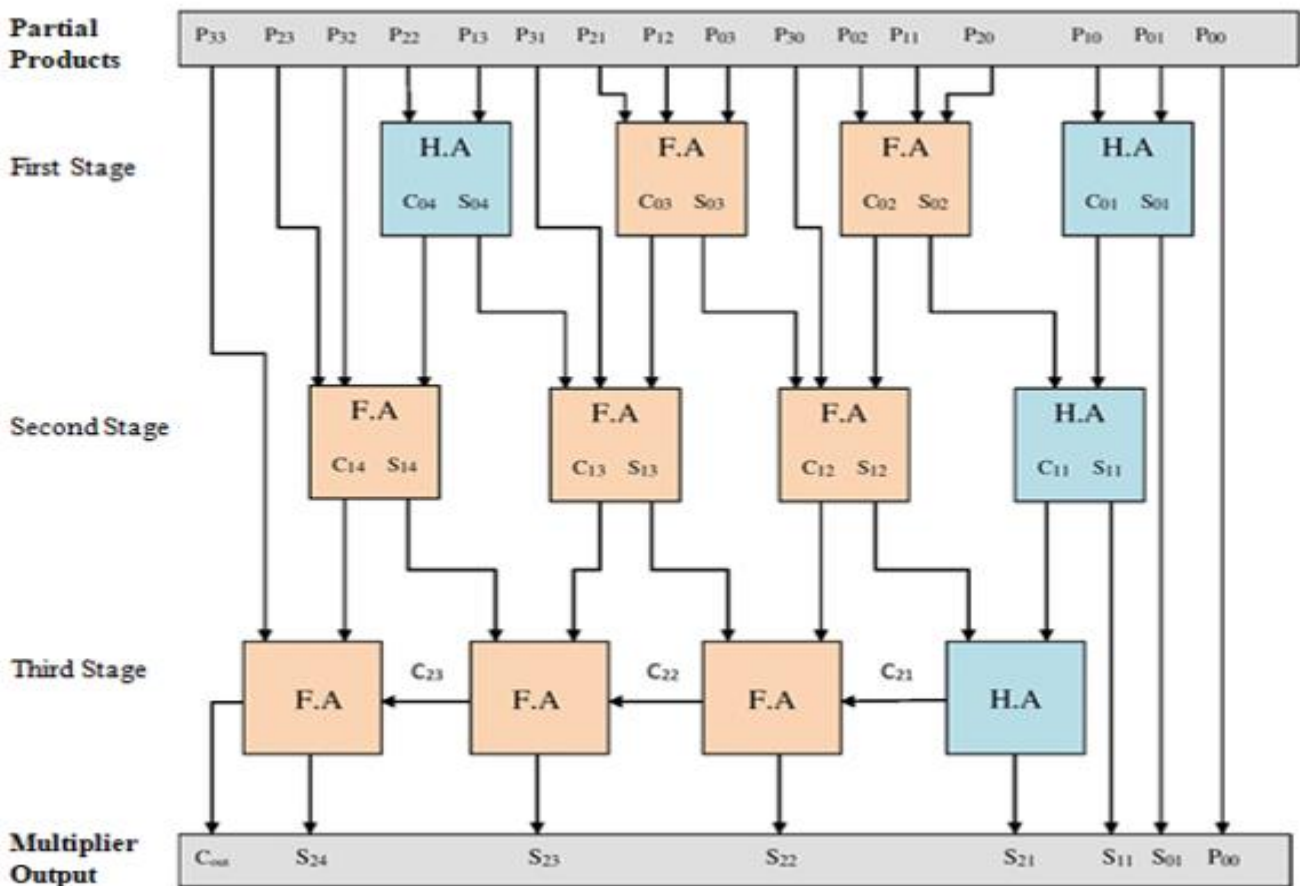 Partial Products
P₃₃ P₂₃ P₃₂ P₂₂ P₁₃ P₃₁ P₂₁ P₁₂ P₀₃ P₃₀ P₀₂ P₁₁ P₂₀ P₁₀ P₀₁ P₀₀
First Stage
H.A F.A F.A H.A
C₀₄ S₀₄ C₀₃ S₀₃ C₀₂ S₀₂ C₀₁ S₀₁
Second Stage
F.A F.A F.A H.A
C₁₄ S₁₄ C₁₃ S₁₃ C₁₂ S₁₂ C₁₁ S₁₁
Third Stage
C₂₃ C₂₂ C₂₁
F.A F.A F.A H.A
Multiplier Output
Cₒᵤₜ S₂₄ S₂₃ S₂₂ S₂₁ S₁₁ S₀₁ P₀₀